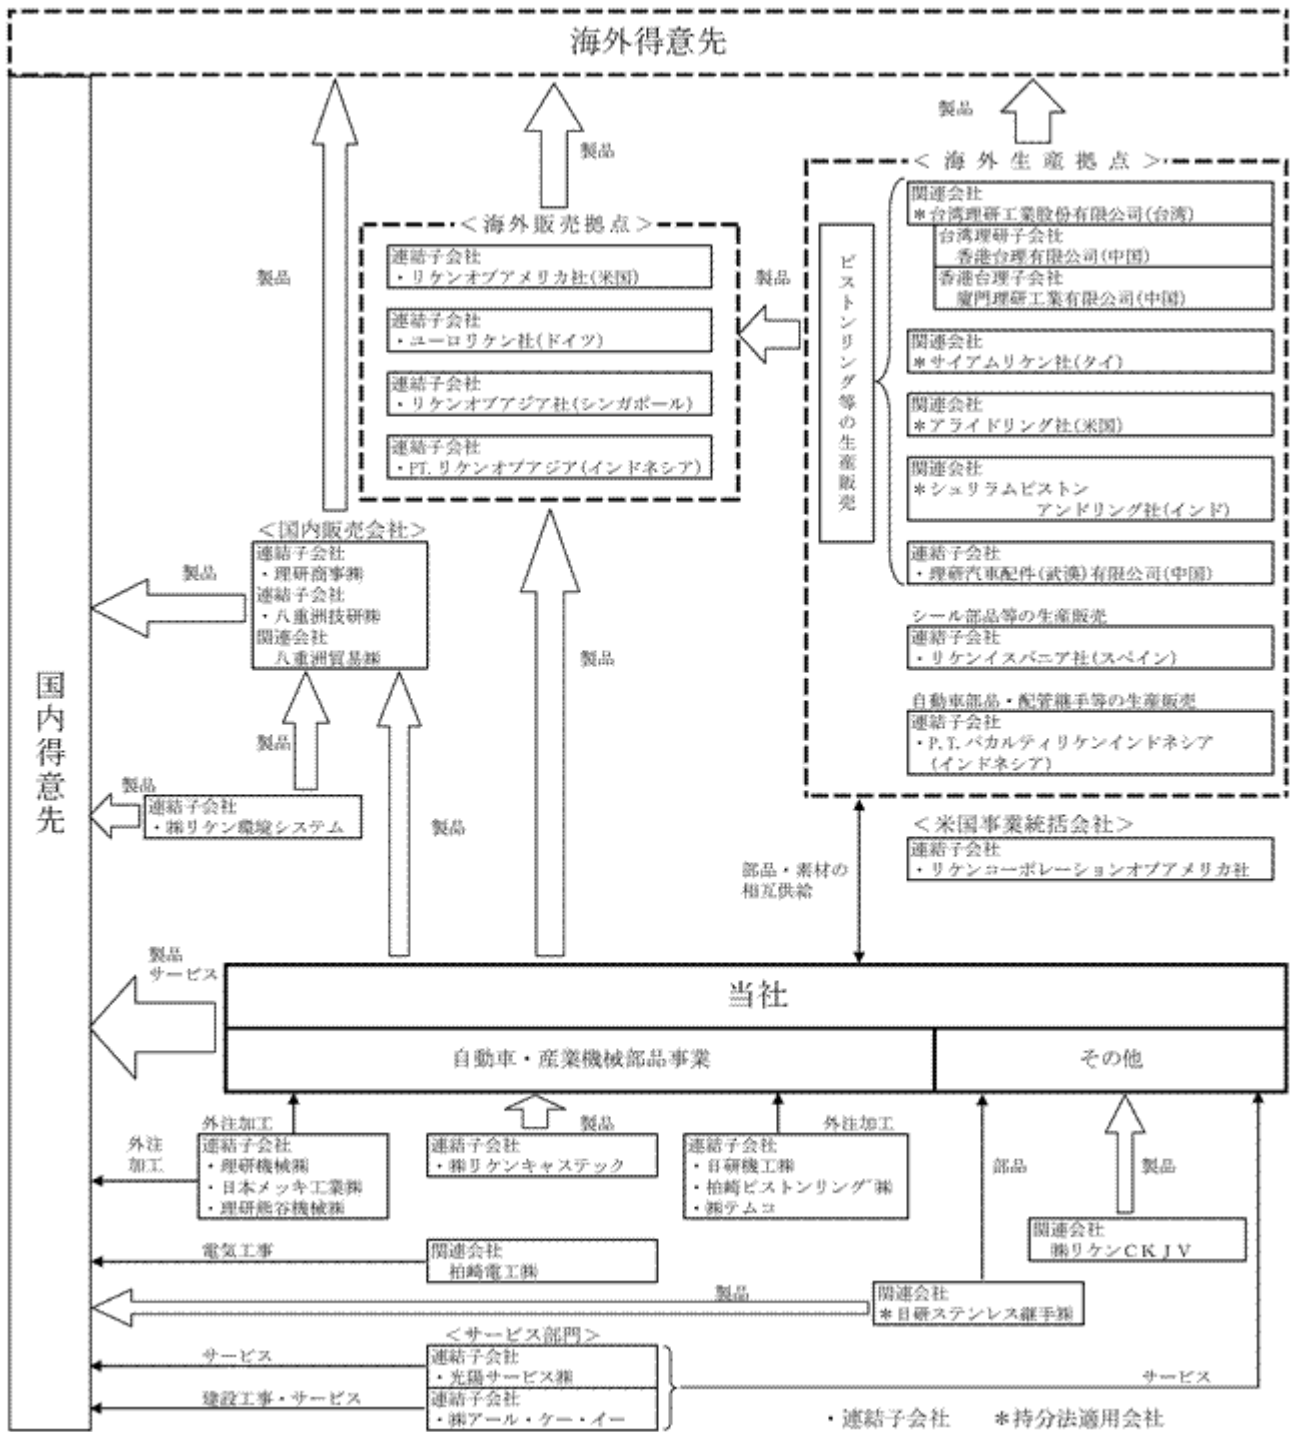 海外得意先
製品
製品
製品
＜海外生産拠点＞
ピストンリング等の生産販売
関連会社
＊台湾理研工業股份有限公司(台湾)
台湾理研子会社
香港台理有限公司(中国)
香港台理子会社
廈門理研工業有限公司(中国)
関連会社
＊サイアムリケン社(タイ)
関連会社
＊アライドリング社(米国)
関連会社
＊シュリラムピストン
アンドリング社(インド)
連結子会社
・理研汽車配件(武漢)有限公司(中国)
シール部品等の生産販売
連結子会社
・リケンイスパニア社(スペイン)
自動車部品・配管継手等の生産販売
連結子会社
・P.T.パカルティリケンインドネシア
(インドネシア)
＜海外販売拠点＞
連結子会社
・リケンオブアメリカ社(米国)
連結子会社
・ユーロリケン社(ドイツ)
連結子会社
・リケンオブアジア社(シンガポール)
連結子会社
・PT.リケンオブアジア(インドネシア)
製品
＜国内販売会社＞
連結子会社
・理研商事㈱
連結子会社
・八重洲技研㈱
関連会社
八重洲貿易㈱
製品
製品
国内得意先
製品
製品
連結子会社
・㈱リケン環境システム
製品
＜米国事業統括会社＞
連結子会社
・リケンコーポレーションオブアメリカ社
部品・素材の
相互供給
製品
サービス
当社
自動車・産業機械部品事業
その他
外注加工
外注
加工
連結子会社
・理研機械㈱
・日本メッキ工業㈱
・理研熊谷機械㈱
製品
連結子会社
・㈱リケンキャステック
外注加工
連結子会社
・日研機工㈱
・柏崎ピストンリング㈱
・㈱テムコ
部品
製品
関連会社
㈱リケンCKJV
電気工事
関連会社
柏崎電工㈱
製品
関連会社
＊日研ステンレス継手㈱
＜サービス部門＞
サービス
連結子会社
・光陽サービス㈱
建設工事・サービス
連結子会社
・㈱アール・ケー・イー
サービス
・連結子会社　＊持分法適用会社